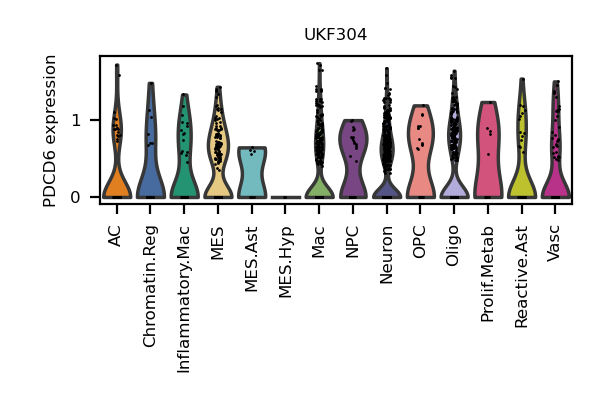 UKF304
PDCD6 expression
1
0
AC
Chromatin.Reg
Inflammatory.Mac
MES
MES.Ast
MES.Hyp
Mac
NPC
Neuron
OPC
Oligo
Prolif.Metab
Reactive.Ast
Vasc